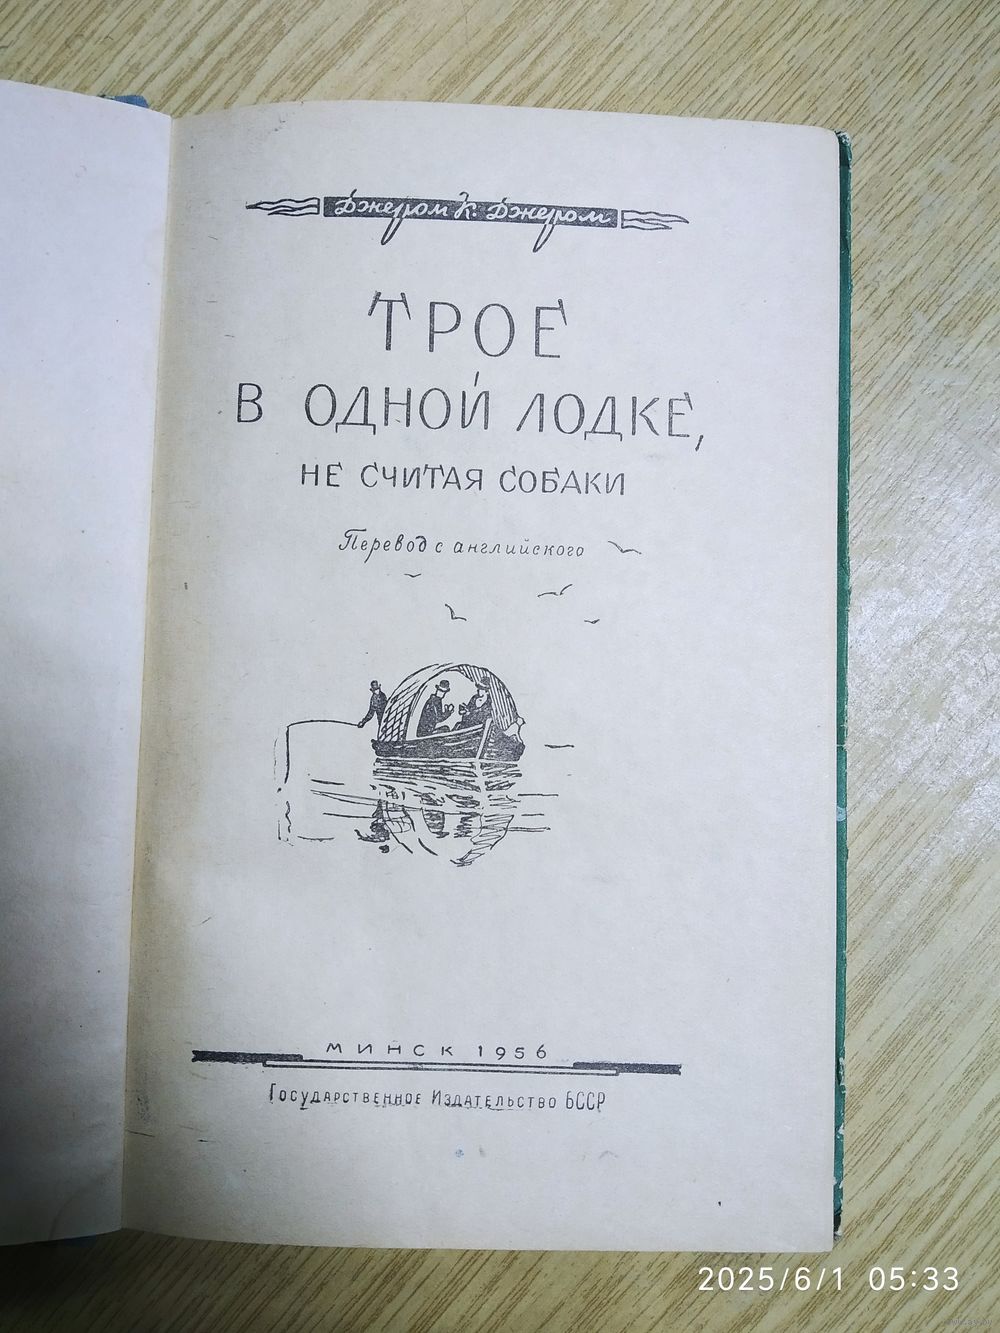 Джером К. Джером
ТРОЕ
В ОДНОЙ ЛОДКЕ,
НЕ СЧИТАЯ СОБАКИ
Перевод с английского
МИНСК 1956
ГОСУДАРСТВЕННОЕ ИЗДАТЕЛЬСТВО БССР
2025/6/1 05:33